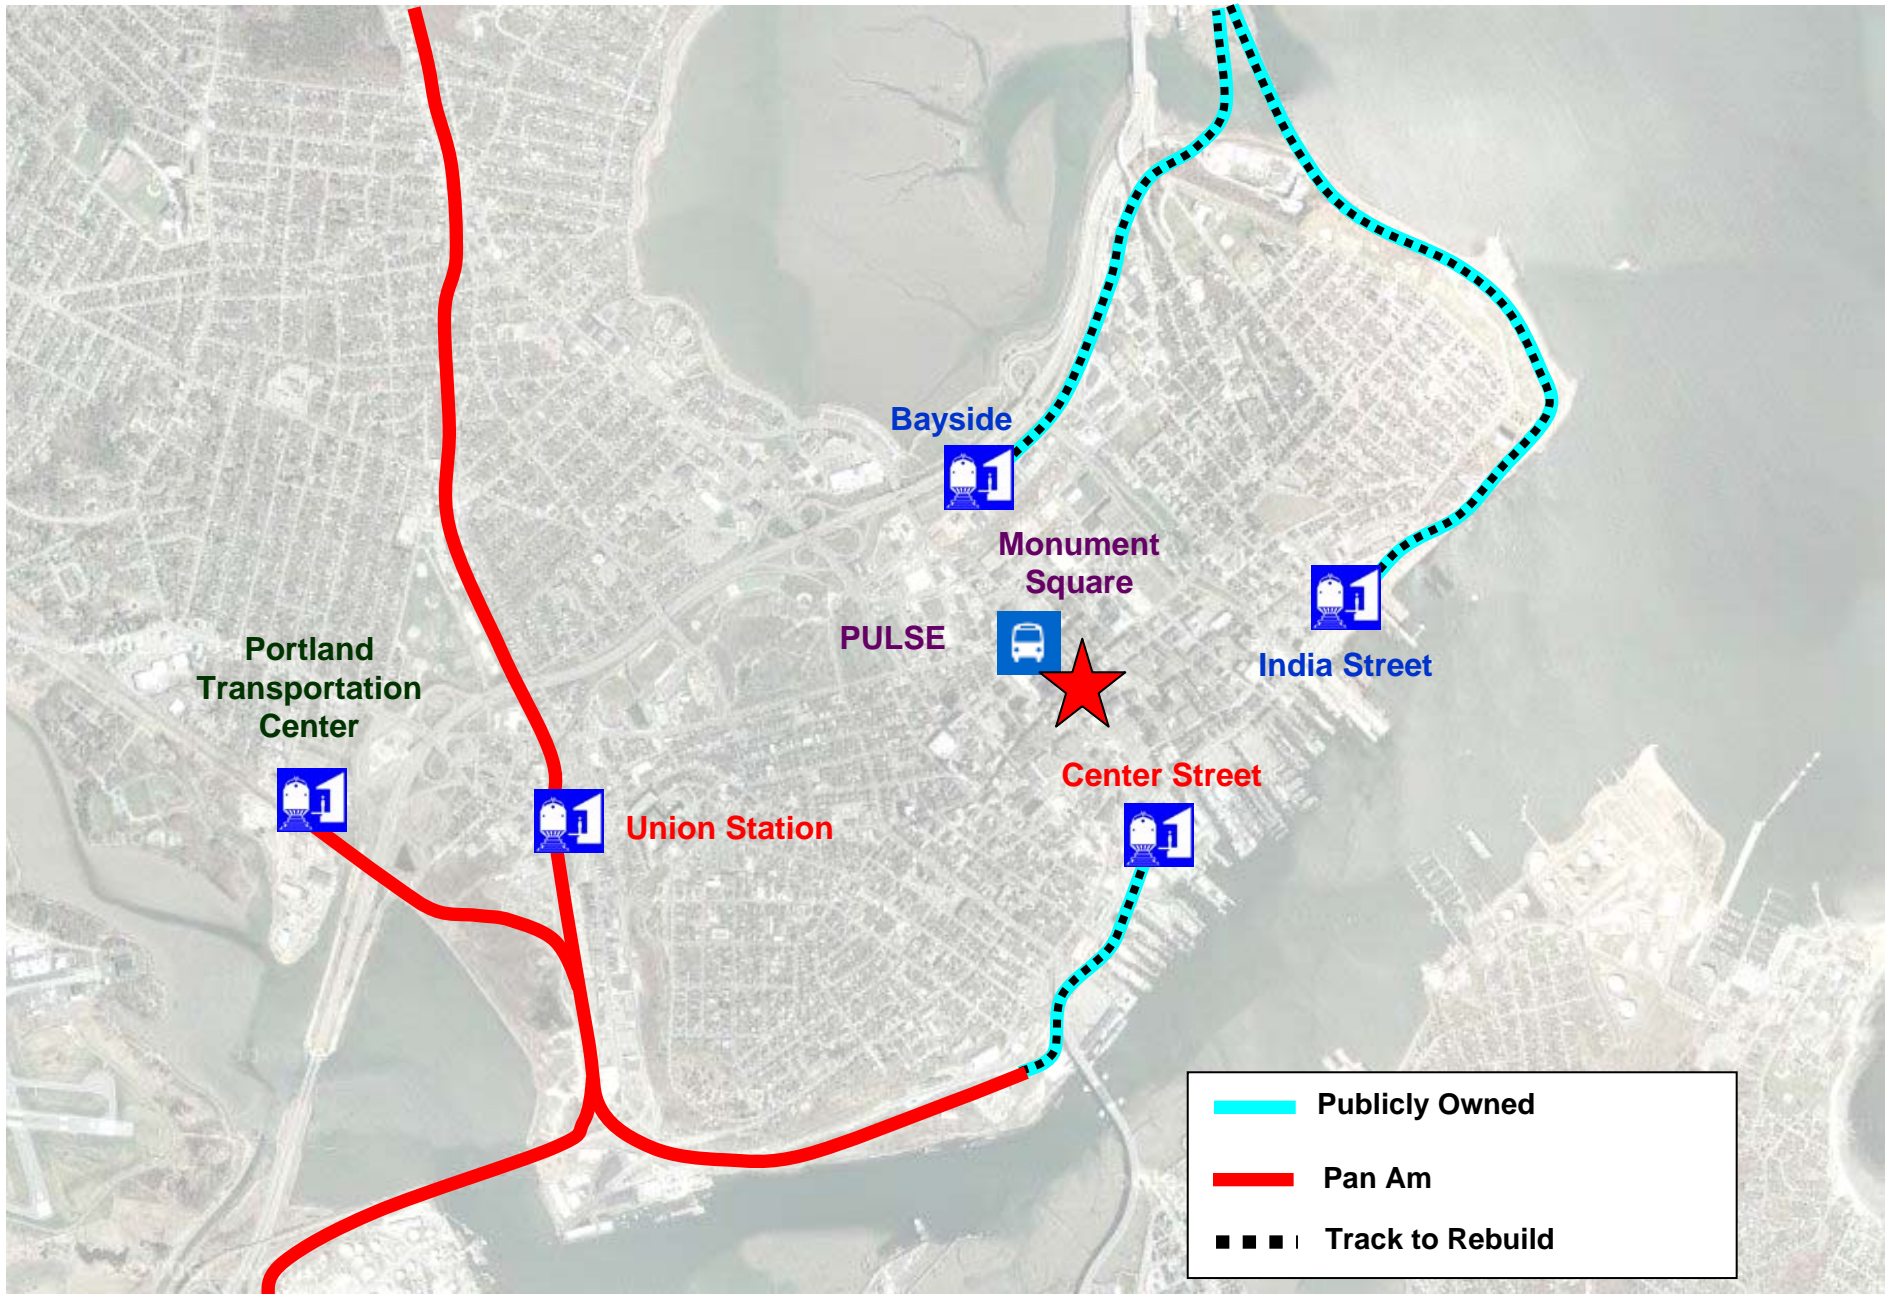 Bayside
Monument
Square
PULSE
India Street
Portland
Transportation
Center
Center Street
Union Station
Publicly Owned
Pan Am
Track to Rebuild